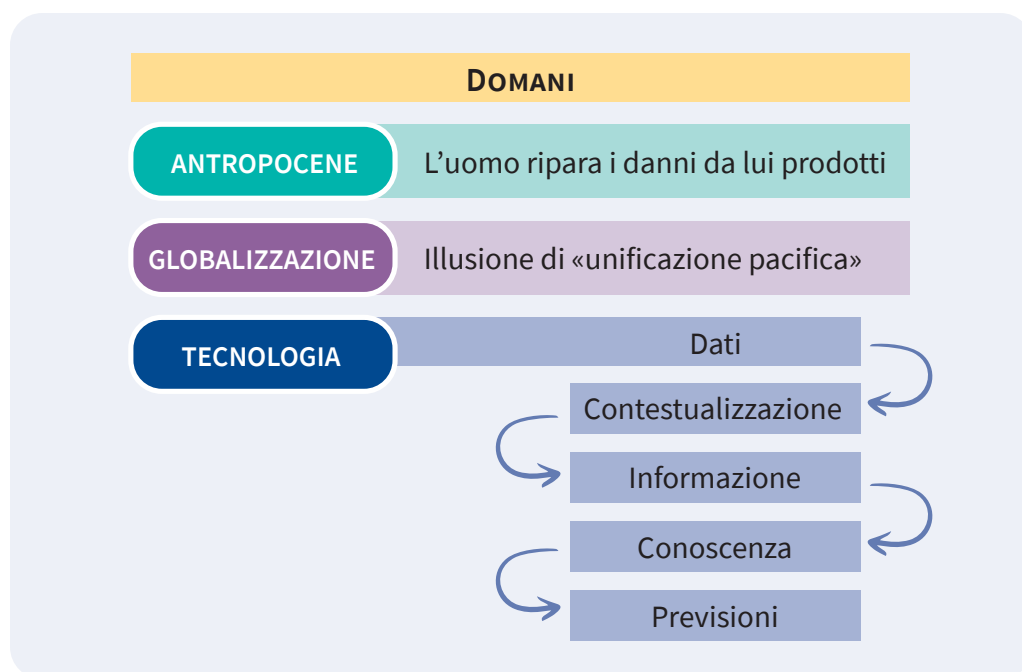 DOMANI
ANTROPOCENE
L'uomo ripara i danni da lui prodotti
GLOBALIZZAZIONE
Illusione di «unificazione pacifica»
TECNOLOGIA
Dati
Contestualizzazione
Informazione
Conoscenza
Previsioni